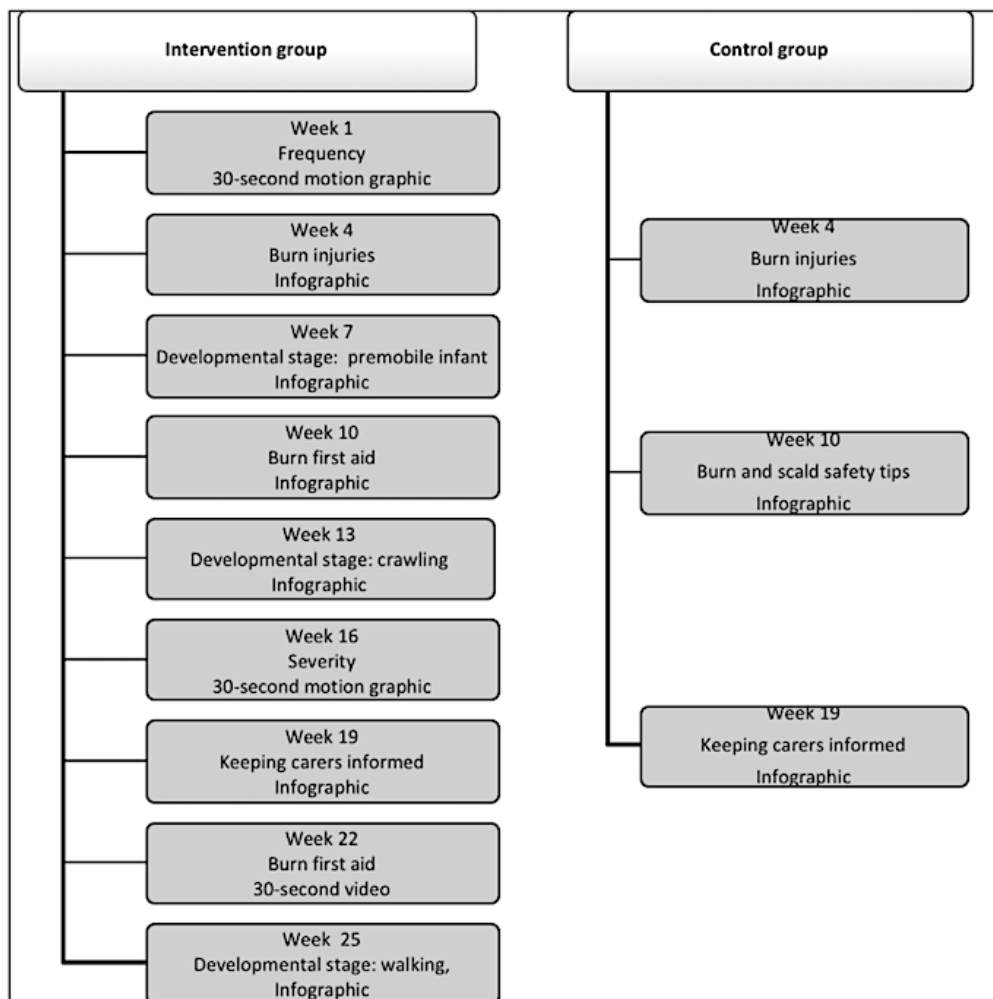 Intervention group
Week 1
Frequency
30-second motion graphic
Week 4
Burn injuries
Infographic
Week 7
Developmental stage: premobile infant
Infographic
Week 10
Burn first aid
Infographic
Week 13
Developmental stage: crawling
Infographic
Week 16
Severity
30-second motion graphic
Week 19
Keeping carers informed
Infographic
Week 22
Burn first aid
30-second video
Week 25
Developmental stage: walking,
Infographic
Control group
Week 4
Burn injuries
Infographic
Week 10
Burn and scald safety tips
Infographic
Week 19
Keeping carers informed
Infographic